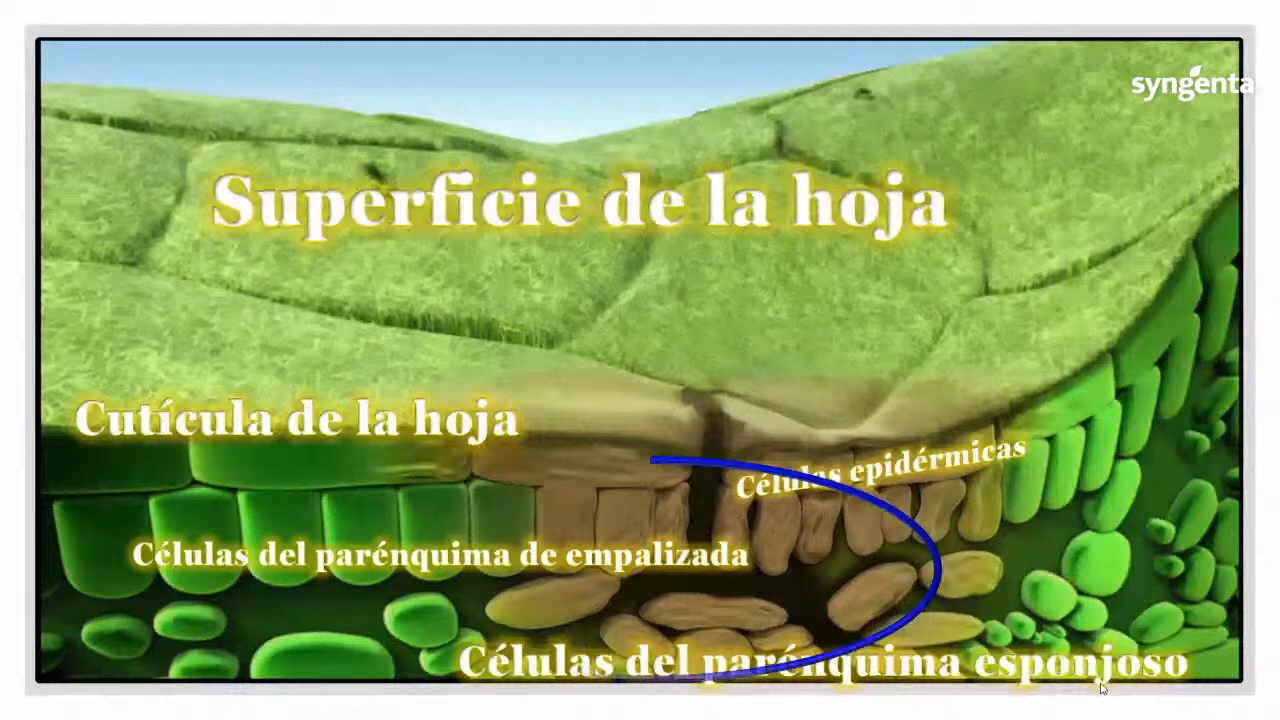 syngenta
Superficie de la hoja
Cutícula de la hoja
Células epidérmicas
Células del parénquima de empalizada
Células del parénquima esponjoso